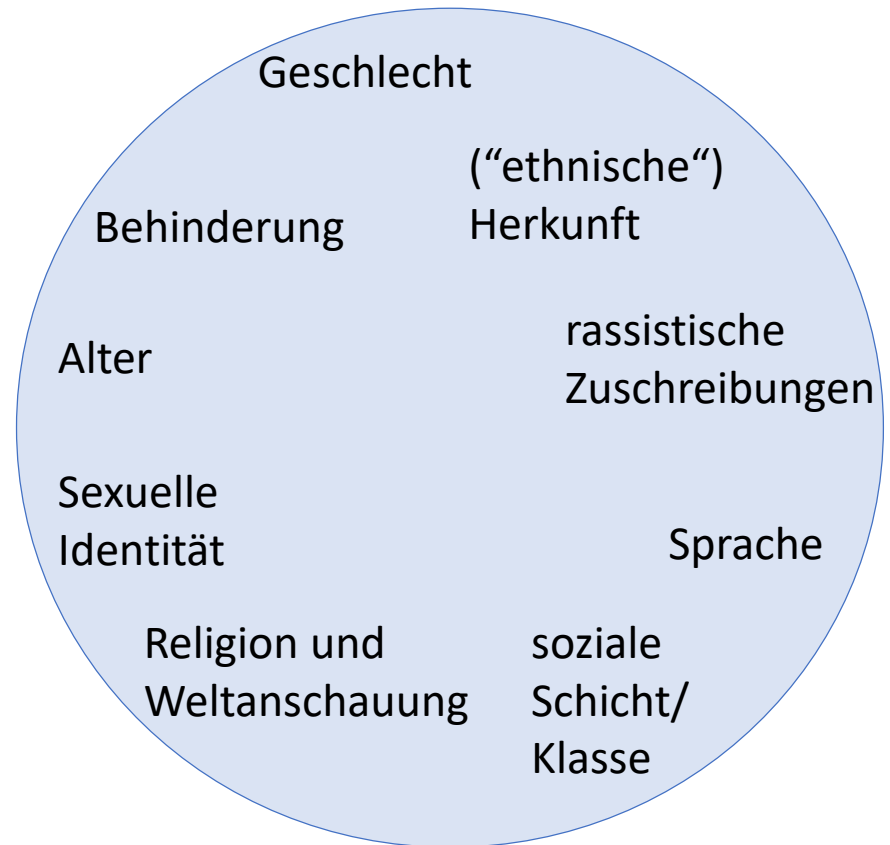 Geschlecht
(“ethnische“)
Herkunft
Behinderung
rassistische
Zuschreibungen
Alter
Sexuelle
Identität
Sprache
Religion und
Weltanschauung
soziale
Schicht/
Klasse